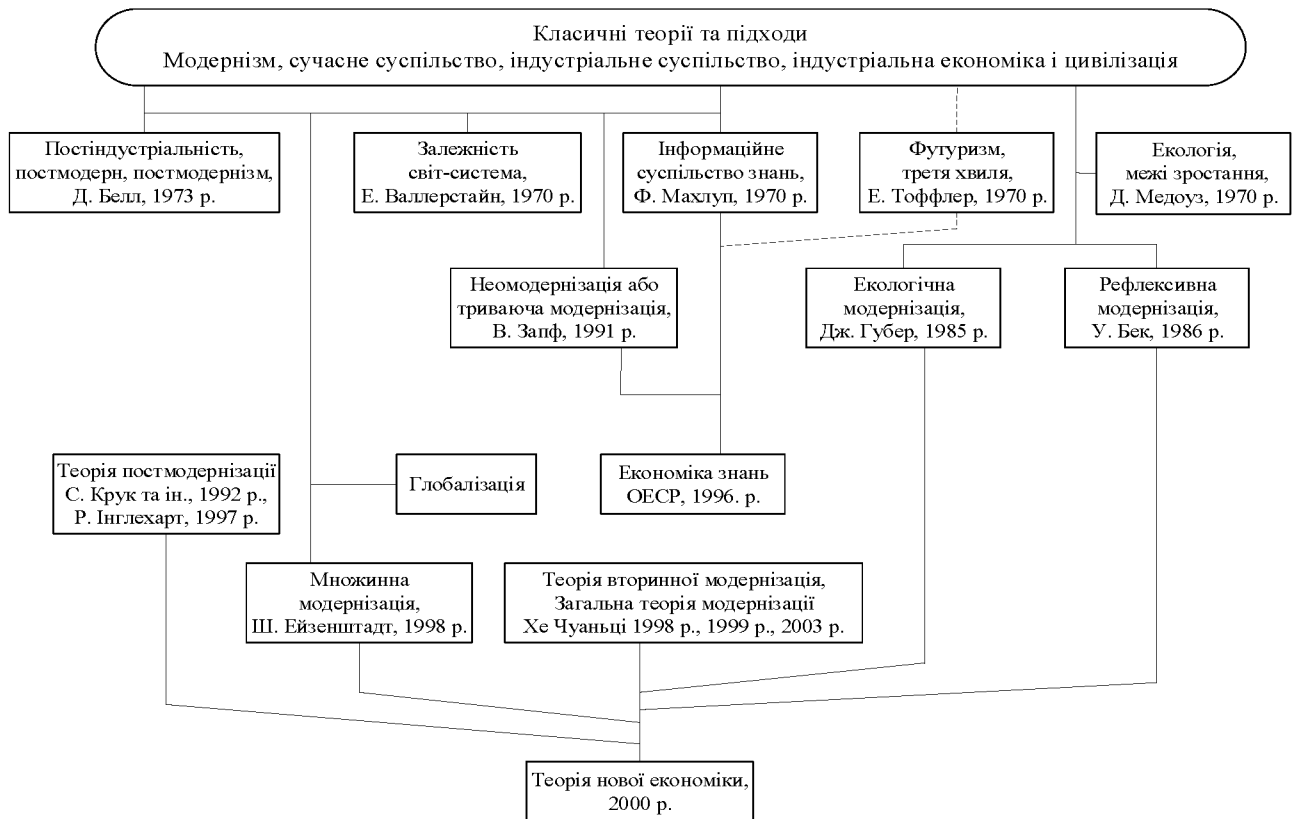 Класичні теорії та підходи
Модернізм, сучасне суспільство, індустріальне суспільство, індустріальна економіка і цивілізація
Постіндустріальність,
постмодерн, постмодернізм,
Д. Белл, 1973 р.
Залежність
світ-система,
Е. Валлерстайн, 1970 р.
Інформаційне
суспільство знань,
Ф. Махлуп, 1970 р.
Футуризм,
третя хвиля,
Е. Тоффлер, 1970 р.
Екологія,
межі зростання,
Д. Медоуз, 1970 р.
Неомодернізація або
триваюча модернізація,
В. Запф, 1991 р.
Екологічна
модернізація,
Дж. Губер, 1985 р.
Рефлексивна
модернізація,
У. Бек, 1986 р.
Теорія постмодернізації
С. Крук та ін., 1992 р.,
Р. Інглехарт, 1997 р.
Глобалізація
Економіка знань
ОЕСР, 1996. р.
Множинна
модернізація,
Ш. Ейзенштадт, 1998 р.
Теорія вторинної модернізація,
Загальна теорія модернізації
Хе Чуаньці 1998 р., 1999 р., 2003 р.
Теорія нової економіки,
2000 р.